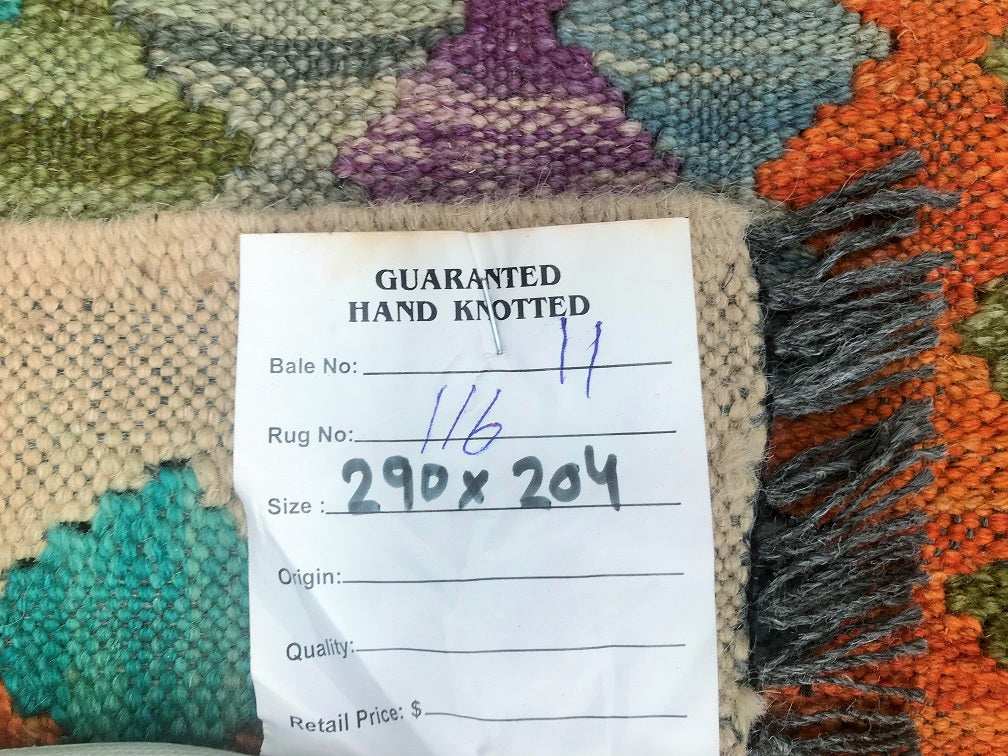 GUARANTED
HAND KNOTTED
Bale No: 11
Rug No: 116
Size : 290 x 204
Origin:
Quality:
Retail Price: $